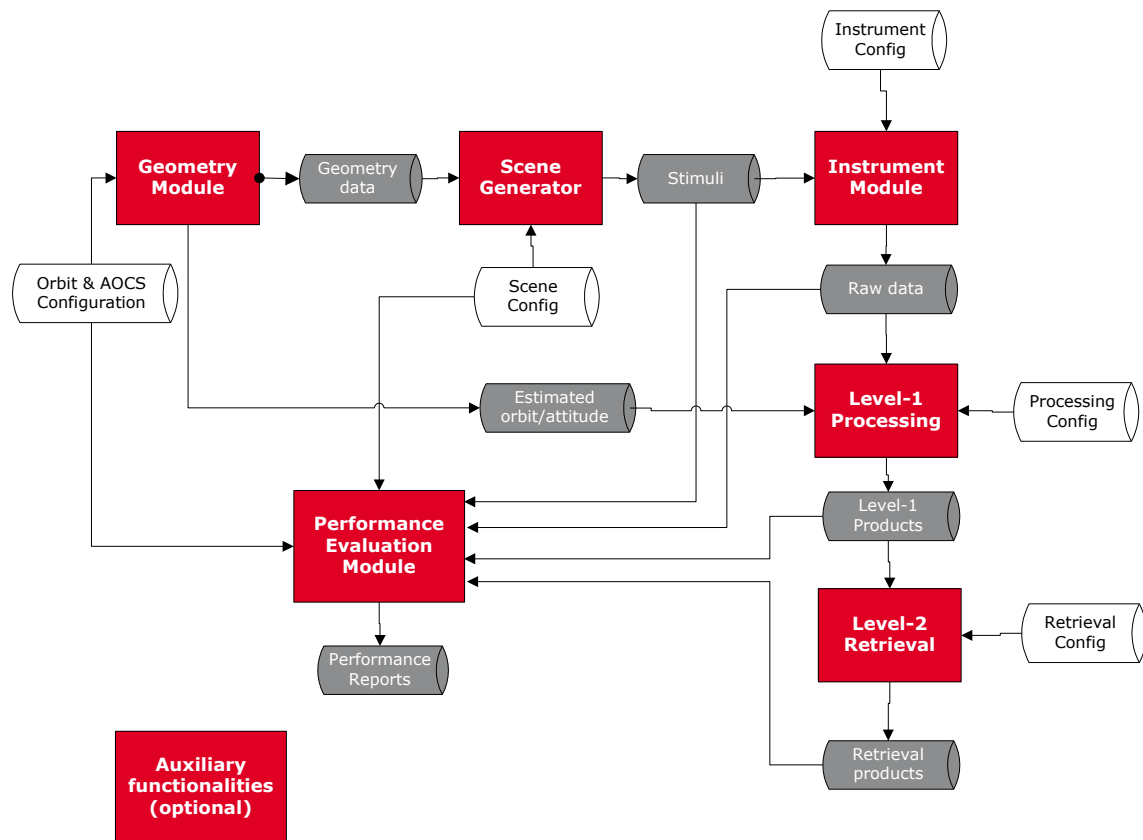 Instrument
Config
Geometry
Module
Geometry
data
Scene
Generator
Stimuli
Instrument
Module
Orbit & AOCS
Configuration
Scene
Config
Raw data
Estimated
orbit/attitude
Level-1
Processing
Processing
Config
Performance
Evaluation
Module
Level-1
Products
Level-2
Retrieval
Retrieval
Config
Performance
Reports
Auxiliary
functionalities
(optional)
Retrieval
products